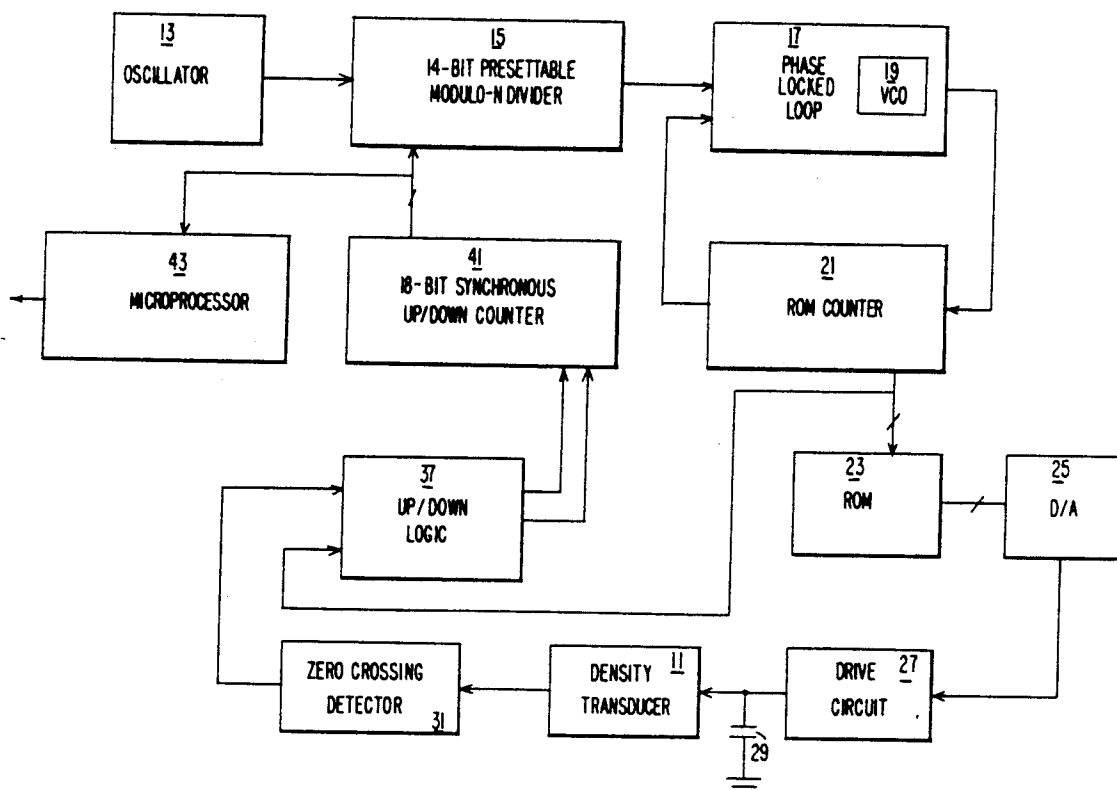 13
OSCILLATOR
15
14-BIT PRESETTABLE
MODULO-N DIVIDER
17
PHASE
LOCKED
LOOP
19
VCO
43
MICROPROCESSOR
41
18-BIT SYNCHRONOUS
UP/DOWN COUNTER
21
ROM COUNTER
37
UP/DOWN
LOGIC
23
ROM
25
D/A
ZERO CROSSING
DETECTOR
31
11
DENSITY
TRANSDUCER
27
DRIVE
CIRCUIT
29